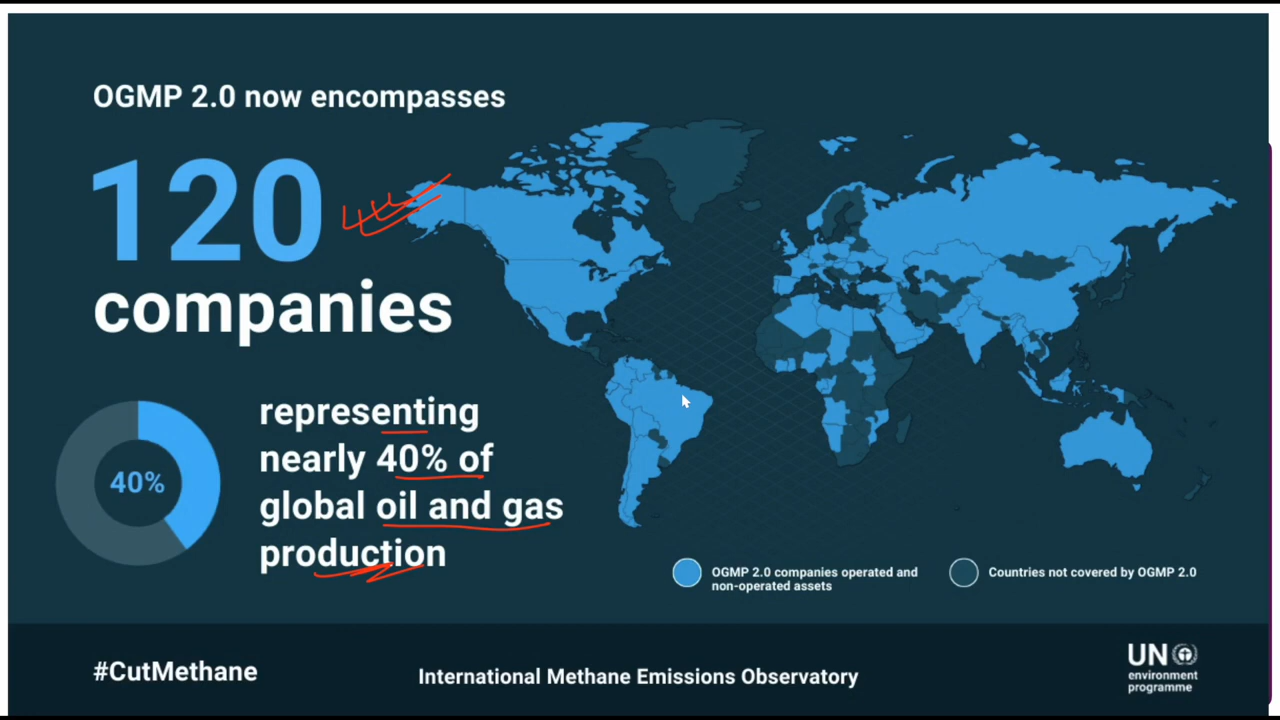 OGMP 2.0 now encompasses
120
companies
representing
nearly 40% of
global oil and gas
production
40%
OGMP 2.0 companies operated and
non-operated assets
Countries not covered by OGMP 2.0
#CutMethane
International Methane Emissions Observatory
UN
environment
programme